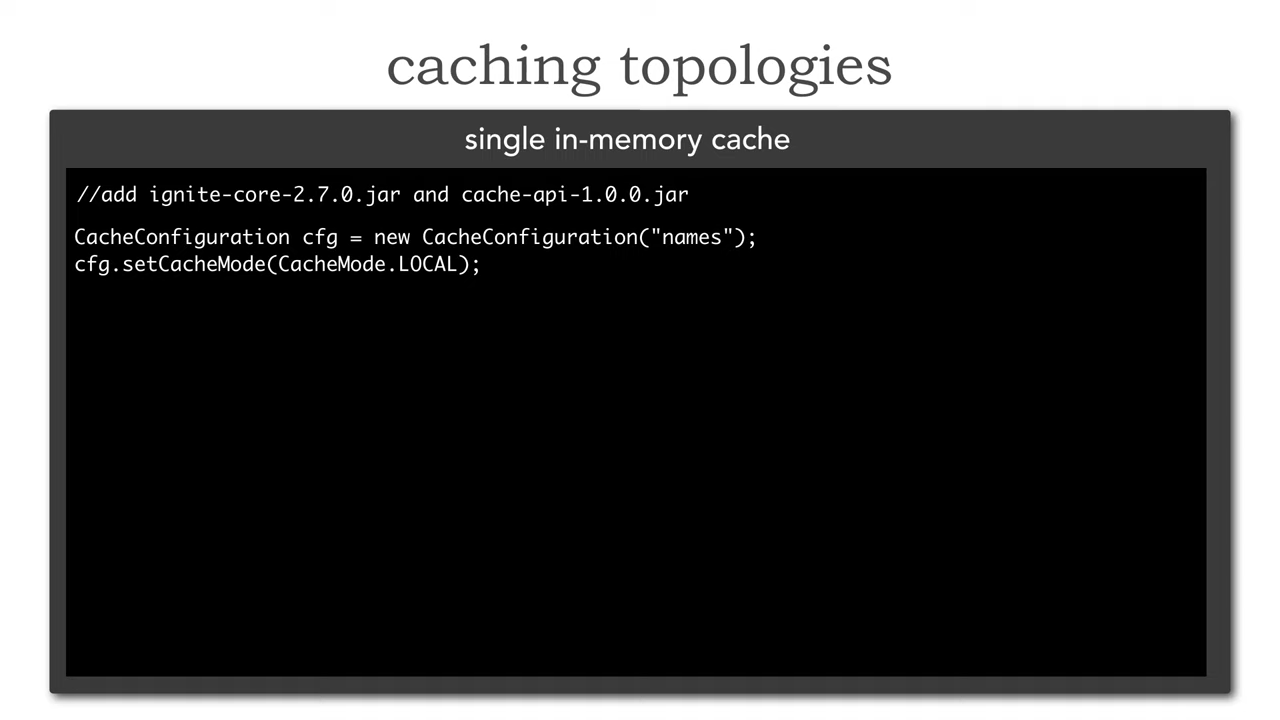 caching topologies
single in-memory cache
//add ignite-core-2.7.0.jar and cache-api-1.0.0.jar
CacheConfiguration cfg = new CacheConfiguration("names");
cfg.setCacheMode(CacheMode.LOCAL);